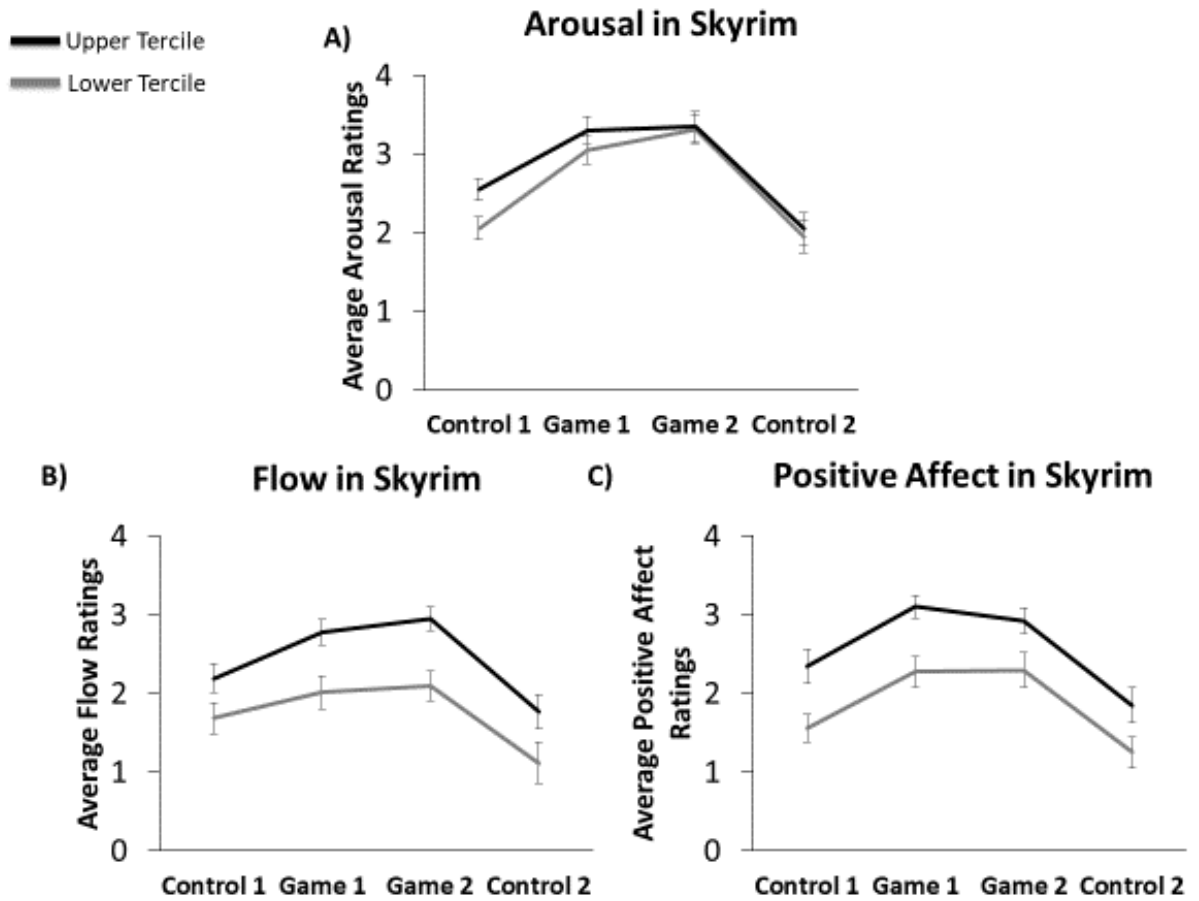 Upper Tercile
Lower Tercile
A)
Arousal in Skyrim
Average Arousal Ratings
4
3
2
1
0
Control 1 Game 1 Game 2 Control 2
B)
Flow in Skyrim
Average Flow Ratings
4
3
2
1
0
Control 1 Game 1 Game 2 Control 2
C)
Positive Affect in Skyrim
Average Positive Affect
Ratings
4
3
2
1
0
Control 1 Game 1 Game 2 Control 2